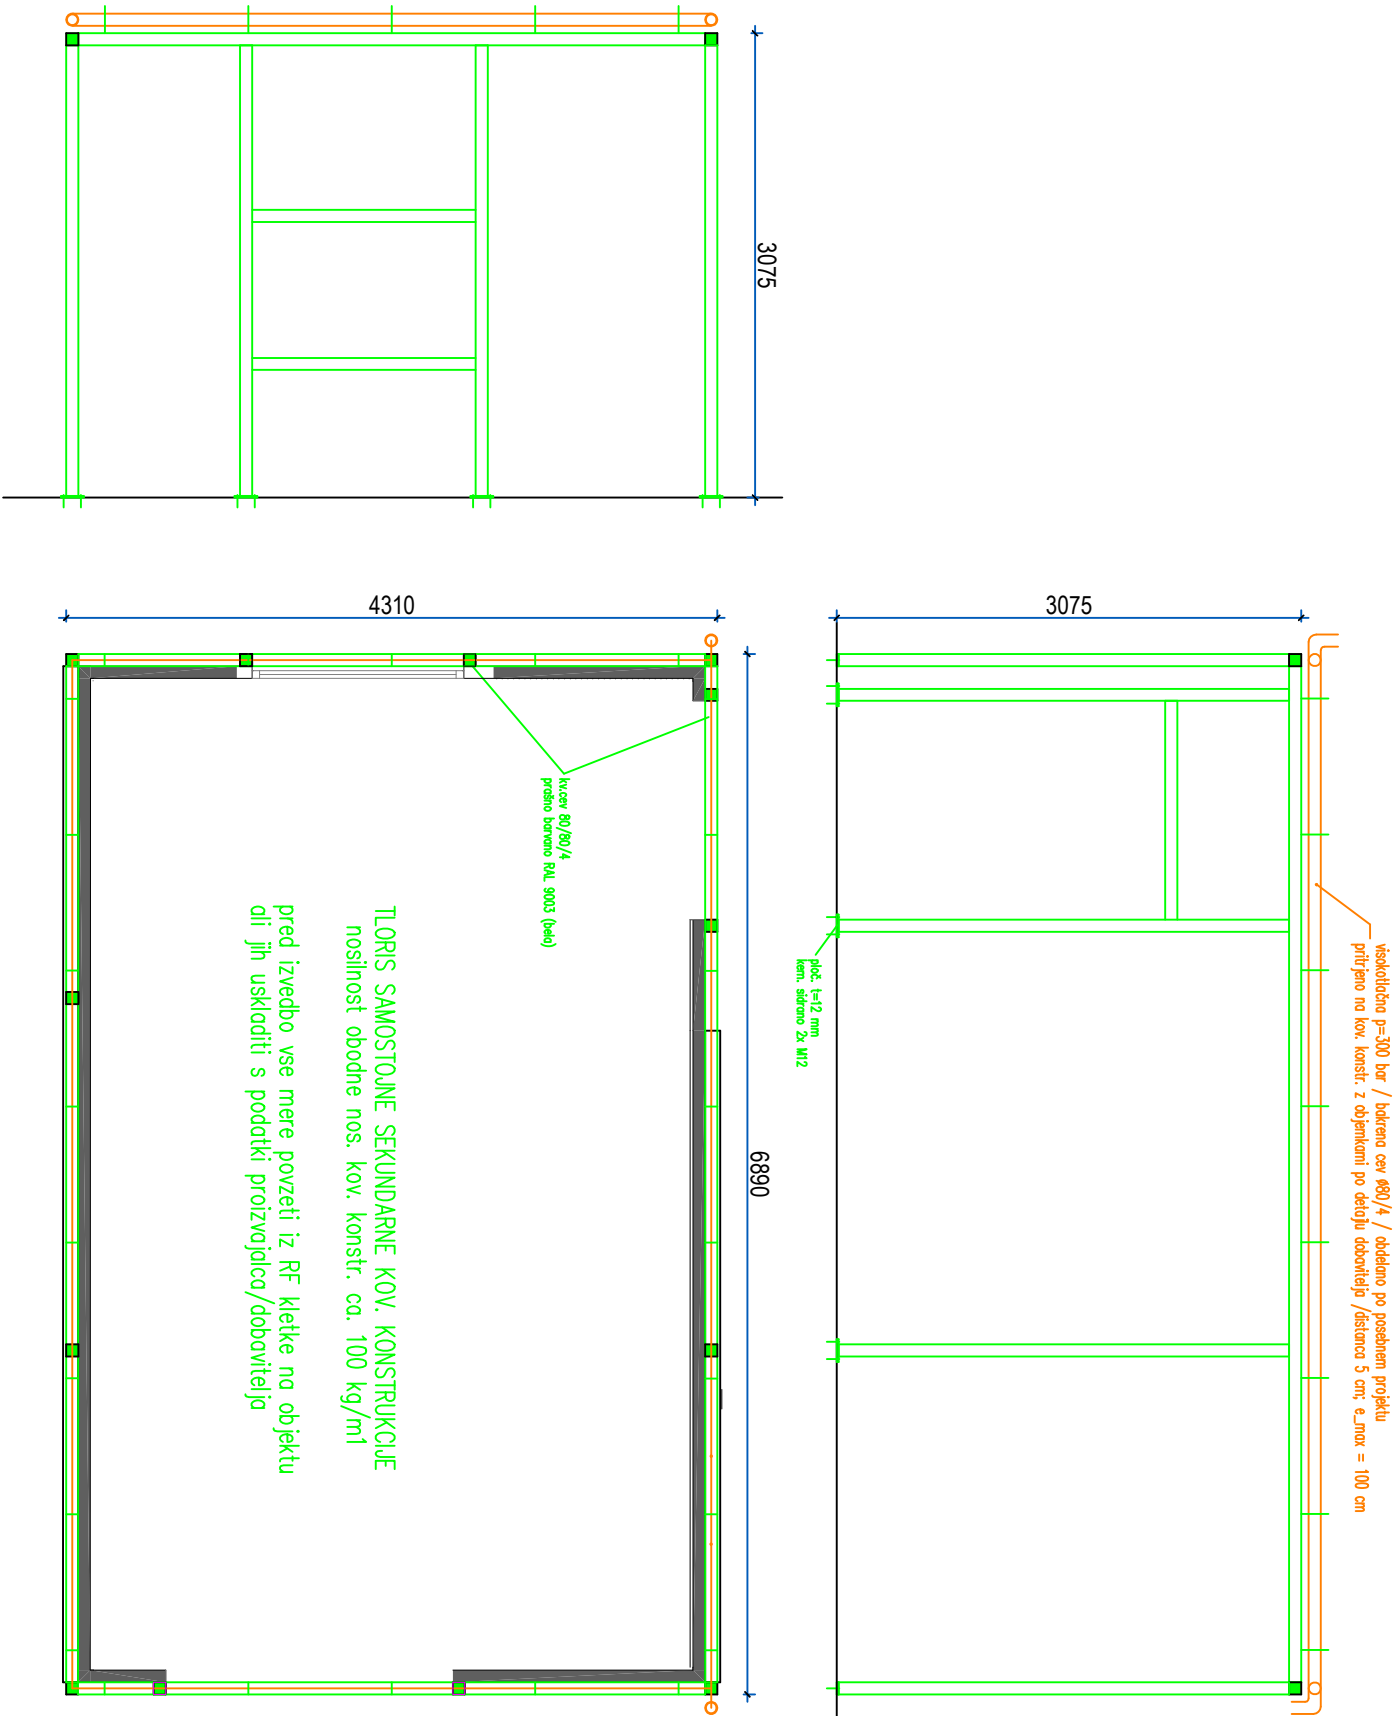 3075
4310
3075
6890
kv.cev 80/80/4
prašno barvano RAL 9003 (bela)
TLORIS SAMOSTOJNE SEKUNDARNE KOV. KONSTRUKCIJE
nosilnost obodne nos. kov. konstr. ca. 100 kg/m1
pred izvedbo vse mere povzeti iz RF kletke na objektu
ali jih uskladiti s podatki proizvajalca/dobavitelja
ploč. t=12 mm
kem. sidrano 2x M12
visokotlačna p=300 bar / bakrena cev ø80/4 / obdelano po posebnem projektu
pritrjeno na kov. konstr. z objemkami po detajlu dobavitelja /distanca 5 cm; e_max = 100 cm